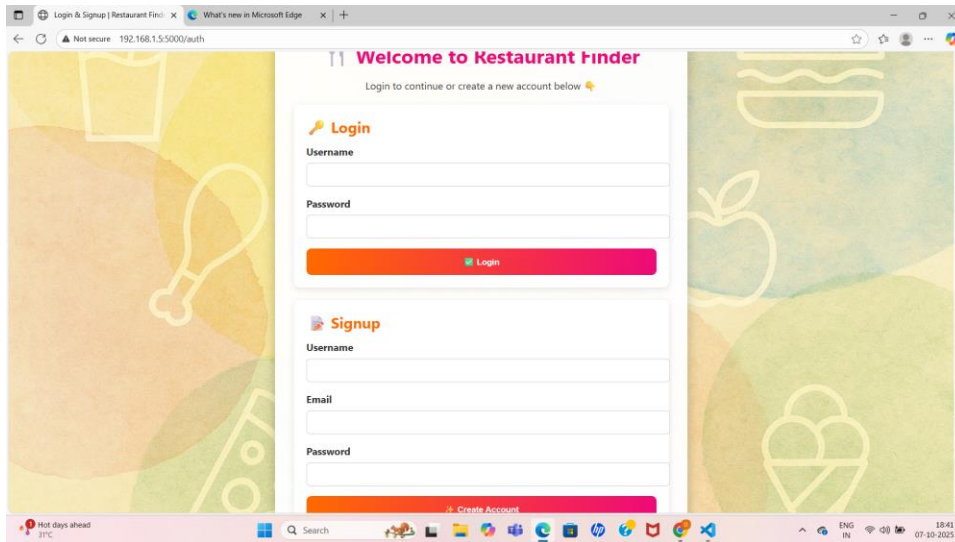 Login & Signup | Restaurant Find
What's new in Microsoft Edge
Not secure 192.168.1.5:5000/auth
Welcome to Restaurant Finder
Login to continue or create a new account below 👇
🔑 Login
Username
Password
✅ Login
📝 Signup
Username
Email
Password
✨ Create Account
Hot days ahead
31°C
Search
ENG
IN
18:41
07-10-2025